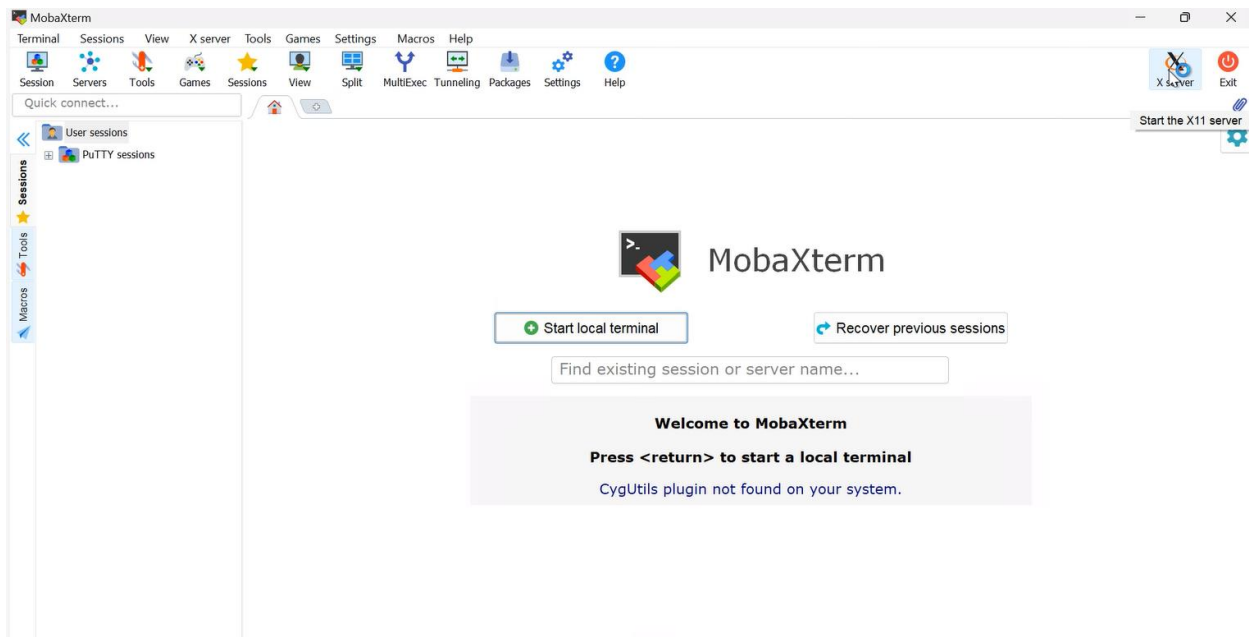 MobaXterm
Terminal Sessions View X server Tools Games Settings Macros Help
Session Servers Tools Games Sessions View Split MultiExec Tunneling Packages Settings Help X server Exit
Quick connect...
Start the X11 server
User sessions
PuTTY sessions
Sessions
Tools
Macros
>_
MobaXterm
Start local terminal Recover previous sessions
Find existing session or server name...
Welcome to MobaXterm
Press <return> to start a local terminal
CygUtils plugin not found on your system.